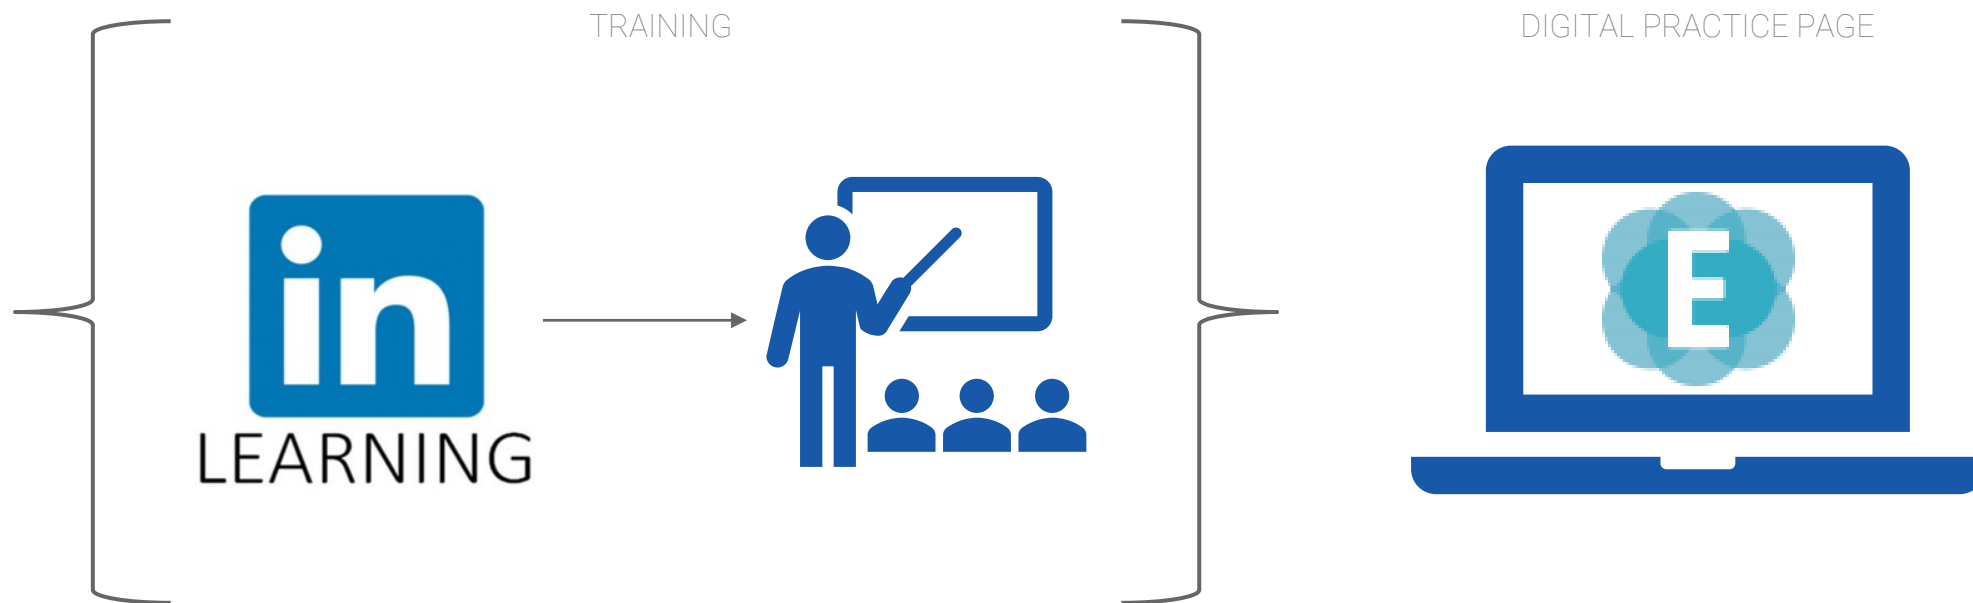 TRAINING
DIGITAL PRACTICE PAGE
in
LEARNING
E